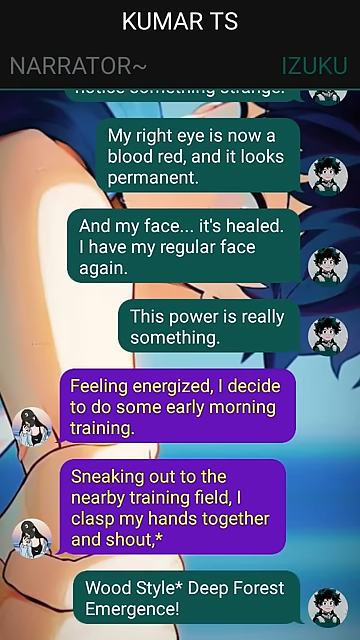 KUMAR TS
NARRATOR~
IZUKU
notice something strange.
My right eye is now a
blood red, and it looks
permanent.
And my face... it's healed.
I have my regular face
again.
This power is really
something.
Feeling energized, I decide
to do some early morning
training.
Sneaking out to the
nearby training field, I
clasp my hands together
and shout,*
Wood Style* Deep Forest
Emergence!